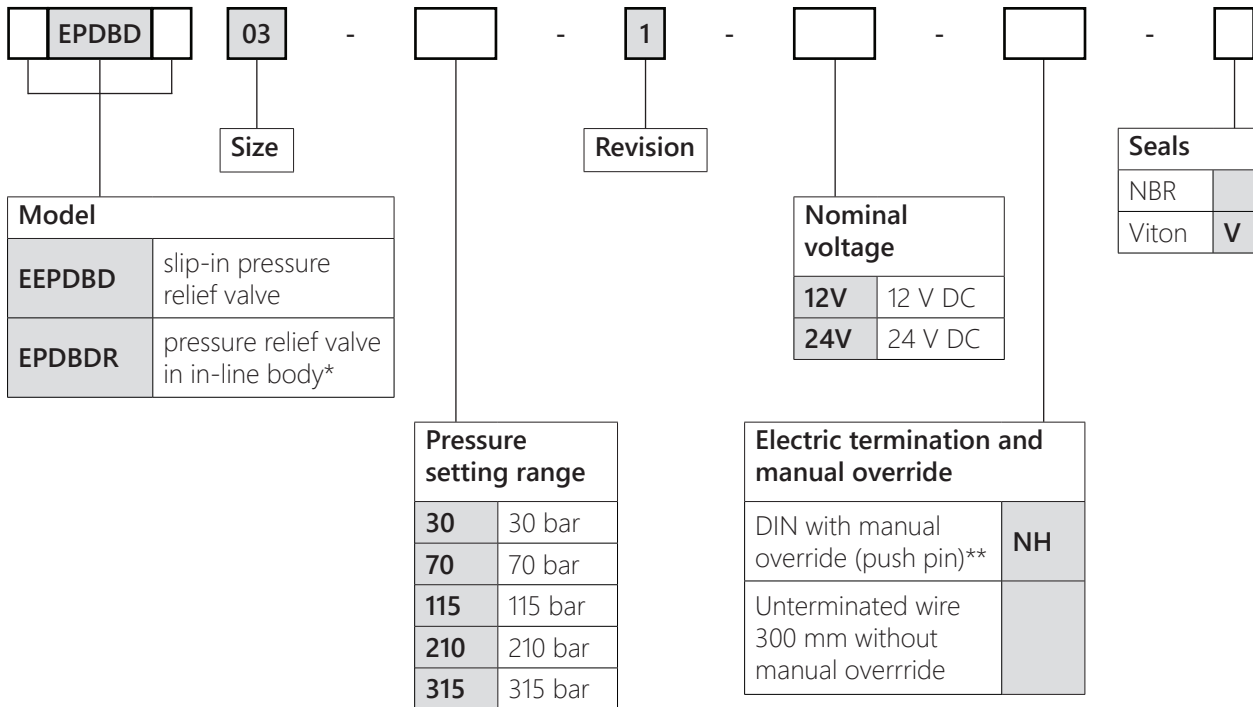 EPDBD 03 - - 1 - - -
Size
Revision
Seals
NBR
Viton V
Model
EEPDBD slip-in pressure
relief valve
EPDBDR pressure relief valve
in in-line body*
Nominal
voltage
12V 12 V DC
24V 24 V DC
Pressure
setting range
30 30 bar
70 70 bar
115 115 bar
210 210 bar
315 315 bar
Electric termination and
manual override
DIN with manual
override (push pin)** NH
Unterminated wire
300 mm without
manual overrride